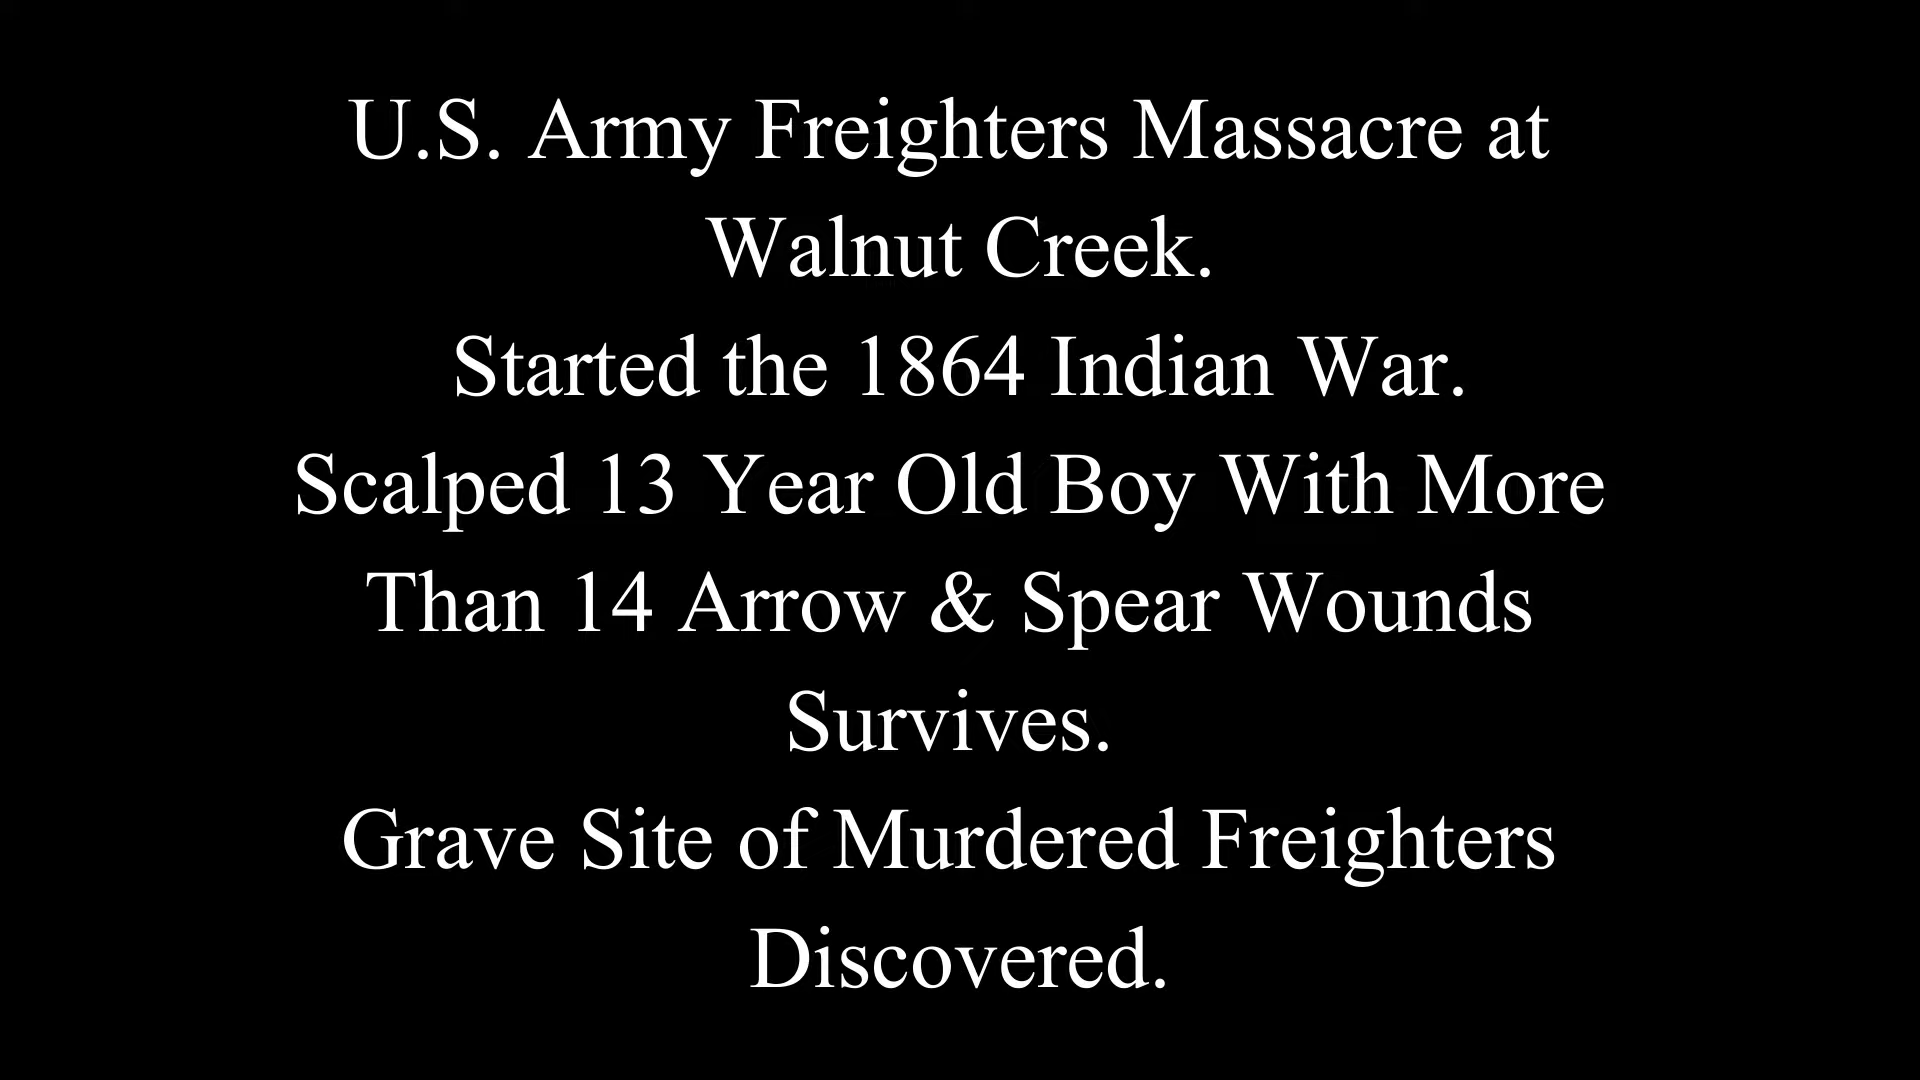 U.S. Army Freighters Massacre at
Walnut Creek.
Started the 1864 Indian War.
Scalped 13 Year Old Boy With More
Than 14 Arrow & Spear Wounds
Survives.
Grave Site of Murdered Freighters
Discovered.